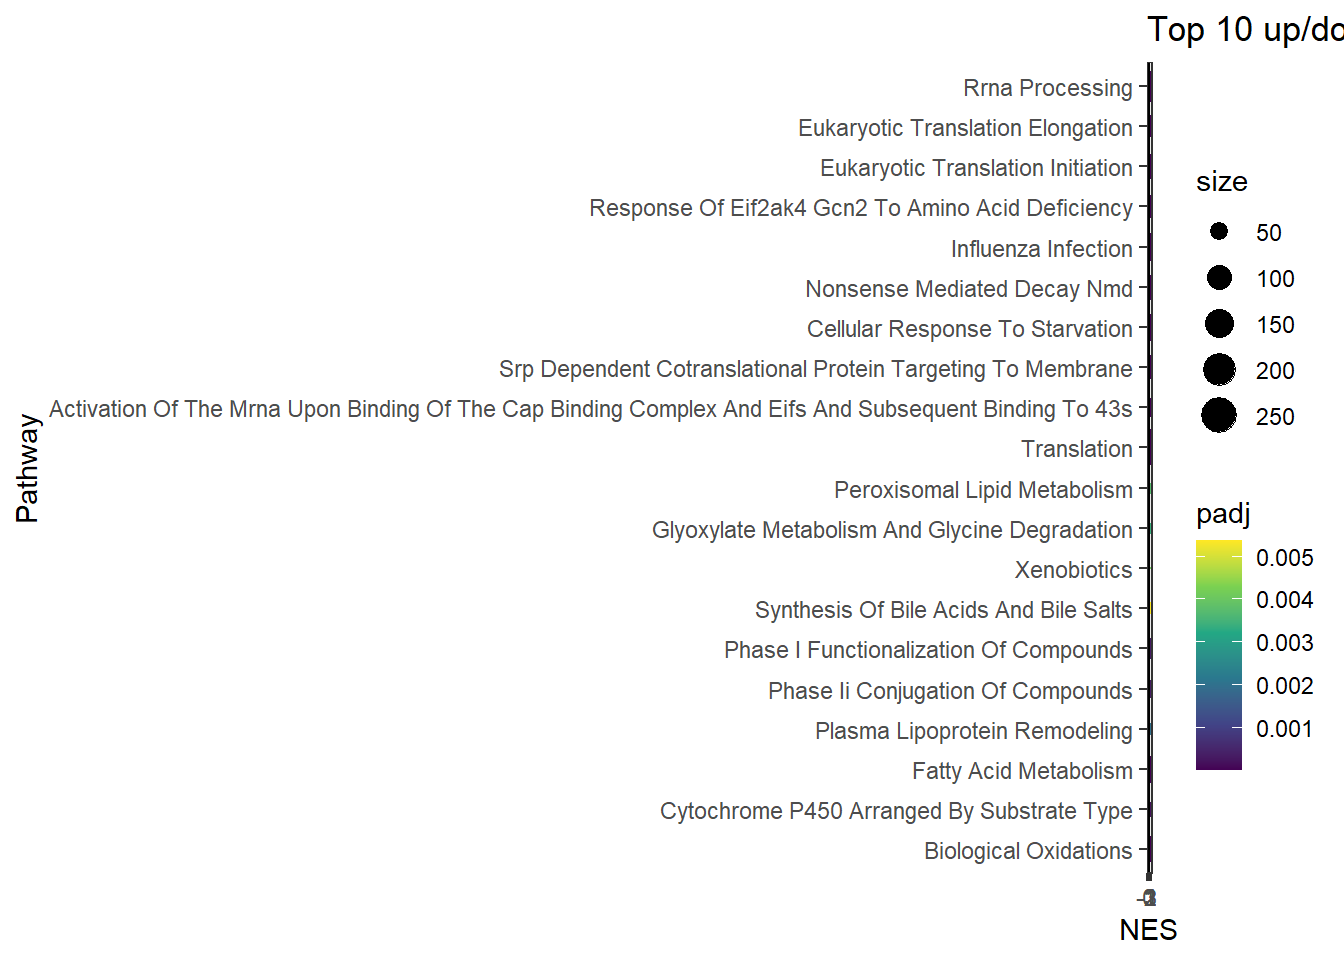 Top 10 up/do
Rrna Processing
Eukaryotic Translation Elongation
Eukaryotic Translation Initiation
Response Of Eif2ak4 Gcn2 To Amino Acid Deficiency
Influenza Infection
Nonsense Mediated Decay Nmd
Cellular Response To Starvation
Srp Dependent Cotranslational Protein Targeting To Membrane
Activation Of The Mrna Upon Binding Of The Cap Binding Complex And Eifs And Subsequent Binding To 43s
Translation
Peroxisomal Lipid Metabolism
Glyoxylate Metabolism And Glycine Degradation
Xenobiotics
Synthesis Of Bile Acids And Bile Salts
Phase I Functionalization Of Compounds
Phase Ii Conjugation Of Compounds
Plasma Lipoprotein Remodeling
Fatty Acid Metabolism
Cytochrome P450 Arranged By Substrate Type
Biological Oxidations
Pathway
NES
size
50
100
150
200
250
padj
0.005
0.004
0.003
0.002
0.001